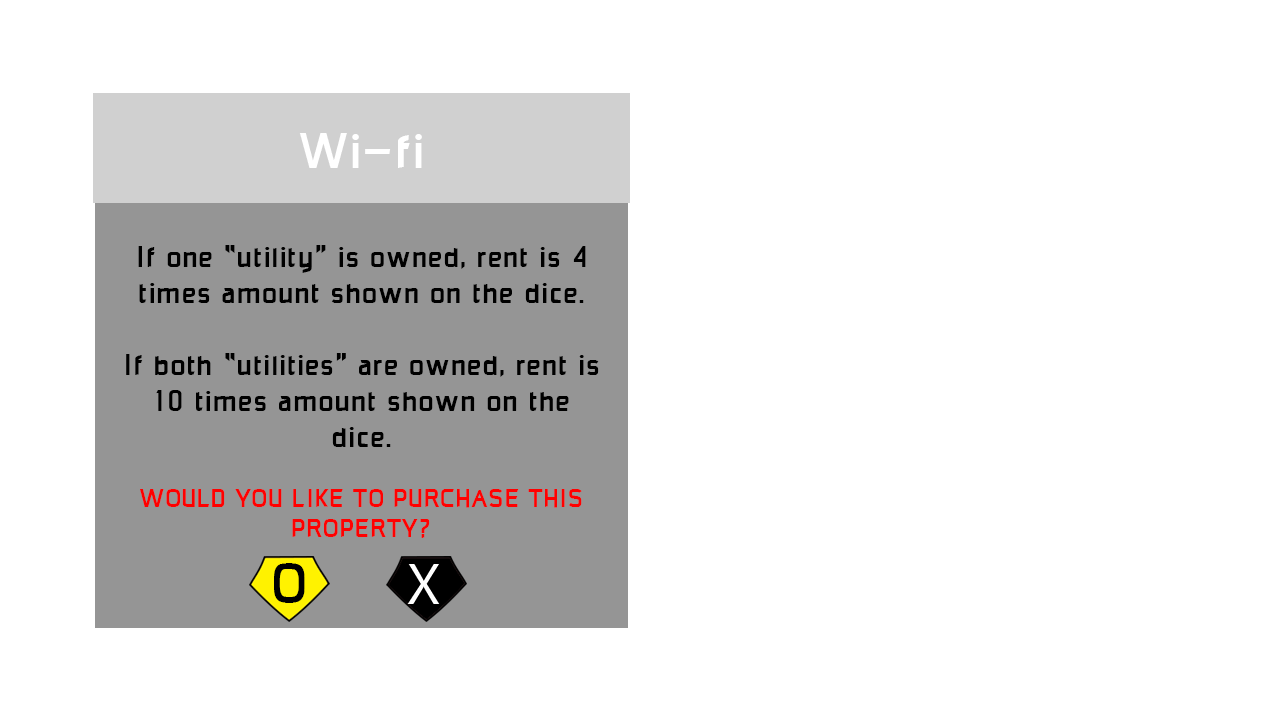 Wi-fi
If one "utility" is owned, rent is 4
times amount shown on the dice.
If both "utilities" are owned, rent is
10 times amount shown on the
dice.
WOULD YOU LIKE TO PURCHASE THIS
PROPERTY?
O X